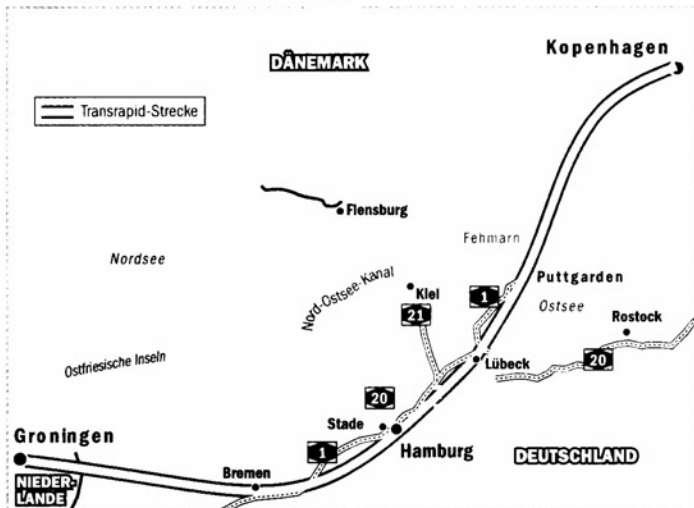 Kopenhagen
DÄNEMARK
Transrapid-Strecke
Flensburg
Fehmarn
Nordsee
Nord-Ostsee-Kanal
Kiel
Puttgarden
1
Ostsee
21
Rostock
Ostfriesische Inseln
Lübeck
20
20
Stade
Groningen
Hamburg
1
DEUTSCHLAND
Bremen
NIEDER-
LANDE